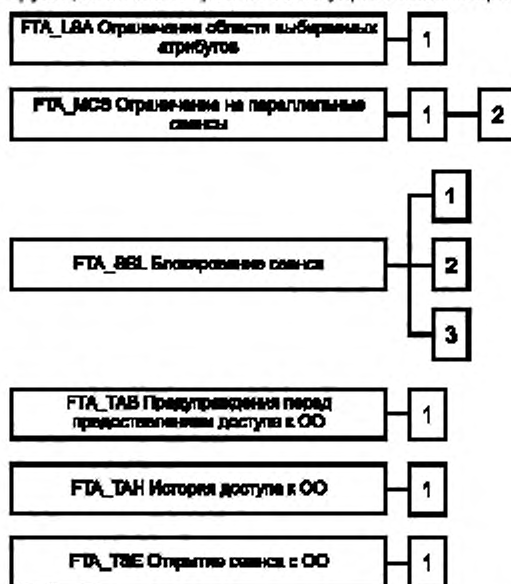 FTA_LSA Ограничение области выбираемых
атрибутов
1
FTA_MCS Ограничение на параллельные
сеансы
1
2
1
FTA_SSL Блокирование сеанса
2
3
FTA_TAB Предупреждения перед
предоставлением доступа к ОО
1
FTA_TAH История доступа к ОО
1
FTA_TSE Открытие сеанса с ОО
1